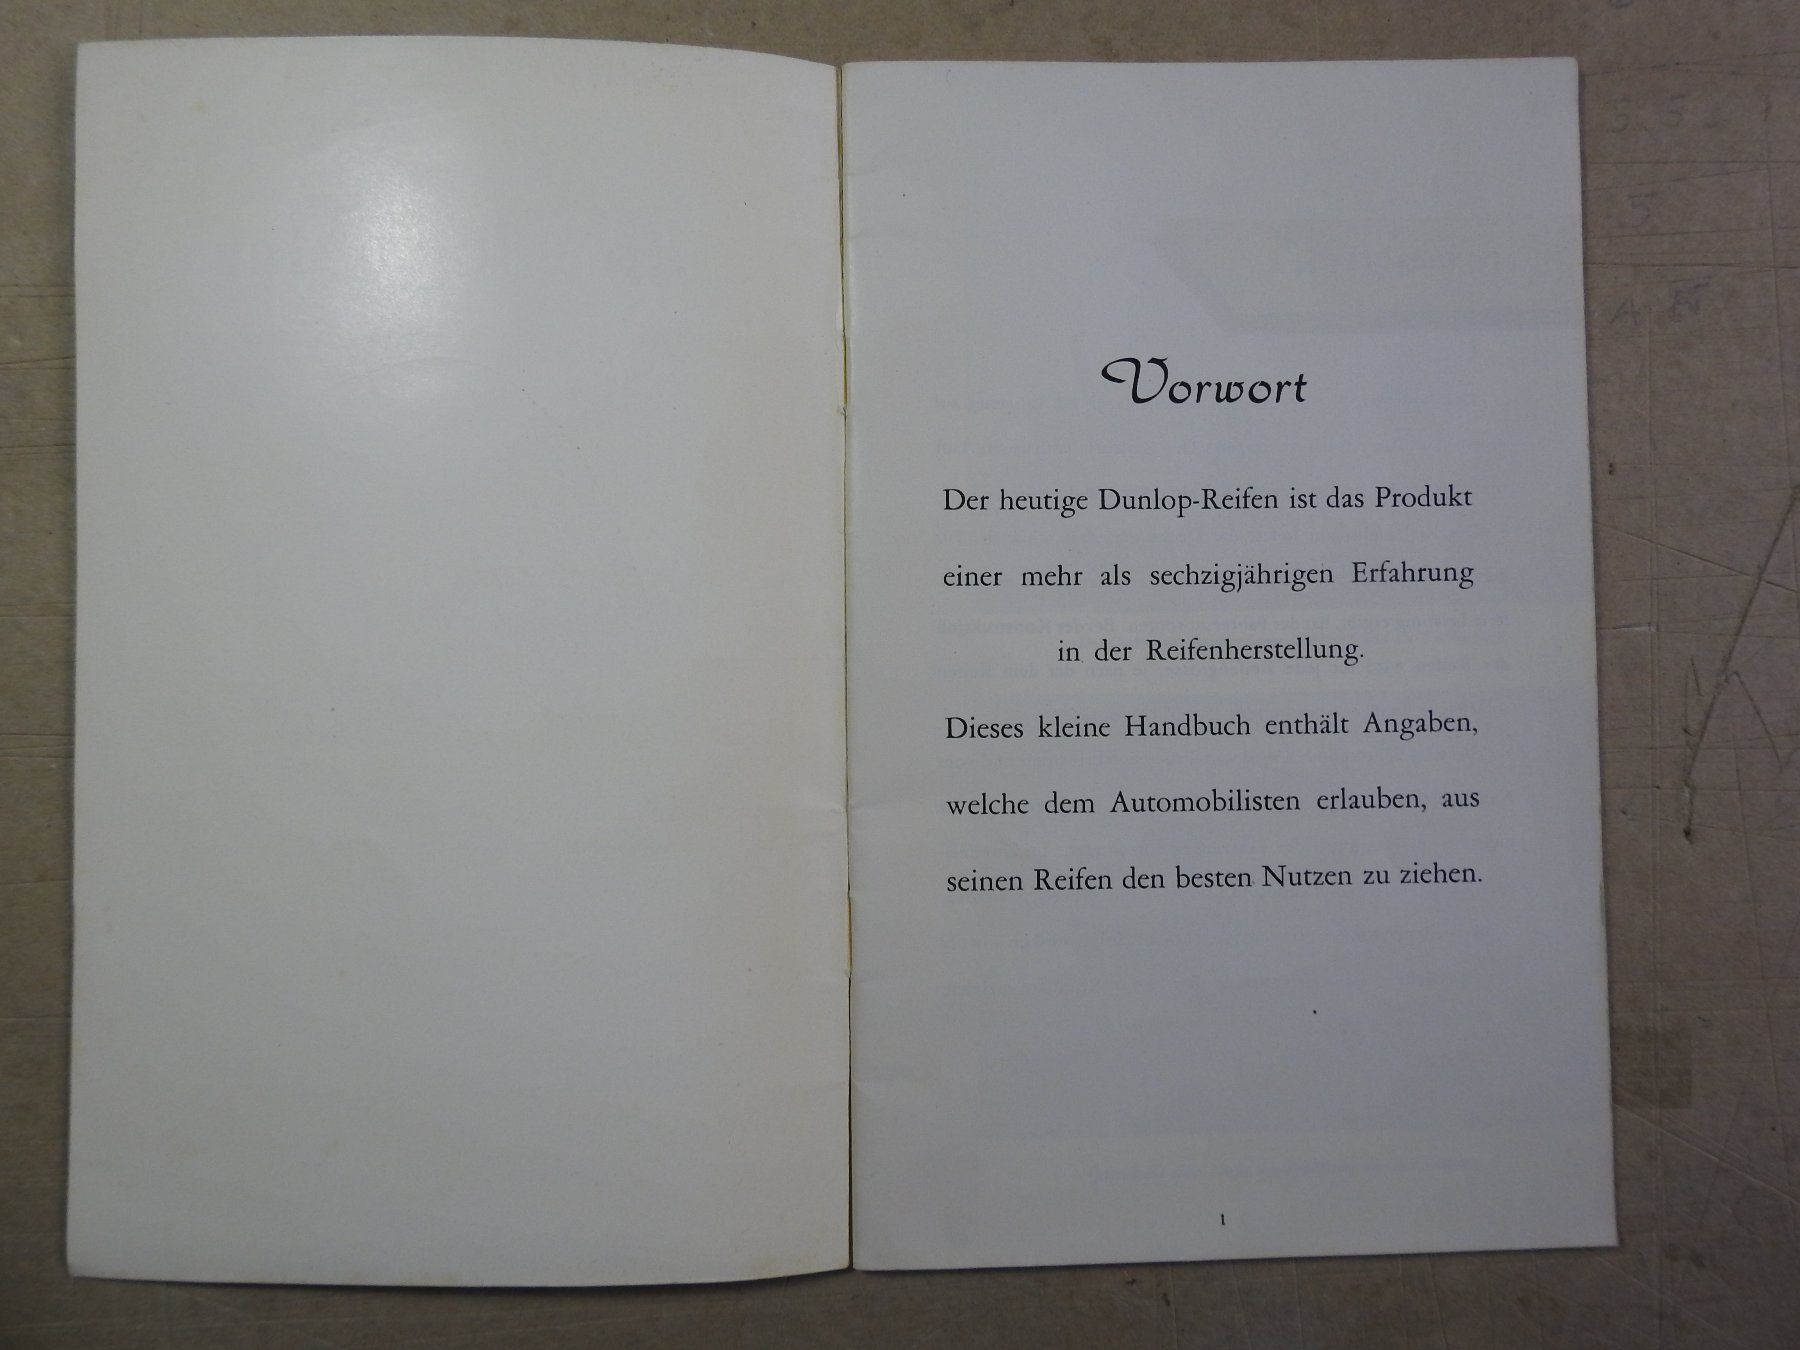 Vorwort
Der heutige Dunlop-Reifen ist das Produkt
einer mehr als sechzigjährigen Erfahrung
in der Reifenherstellung.
Dieses kleine Handbuch enthält Angaben,
welche dem Automobilisten erlauben, aus
seinen Reifen den besten Nutzen zu ziehen.
1